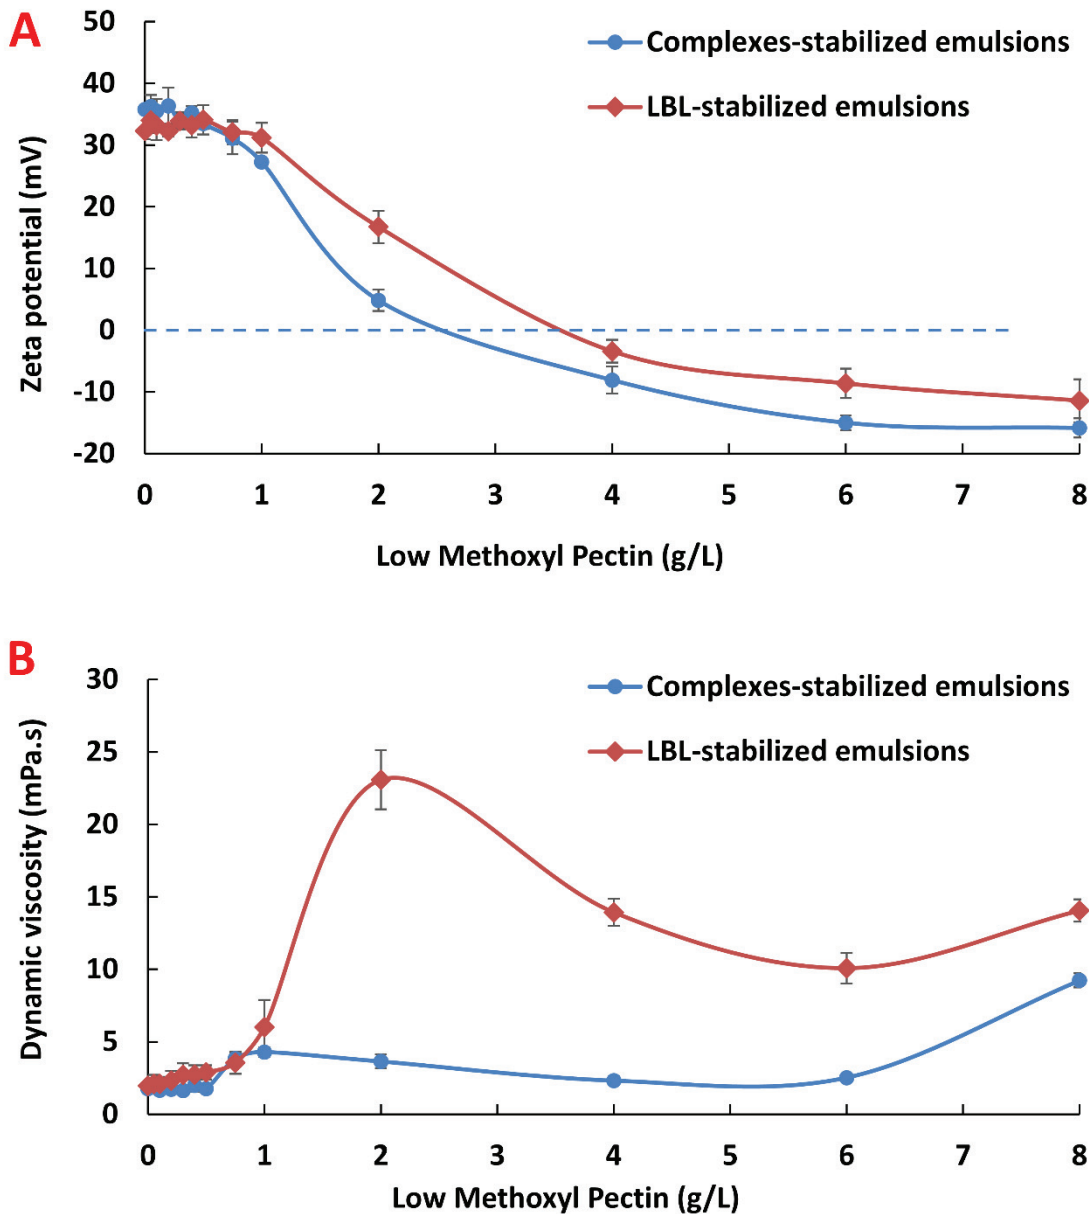 A
50
40
30
20
10
0
-10
-20
Zeta potential (mV)
Complexes-stabilized emulsions
LBL-stabilized emulsions
0 1 2 3 4 5 6 7 8
Low Methoxyl Pectin (g/L)
B
30
25
20
15
10
5
0
Dynamic viscosity (mPa.s)
Complexes-stabilized emulsions
LBL-stabilized emulsions
0 1 2 3 4 5 6 7 8
Low Methoxyl Pectin (g/L)